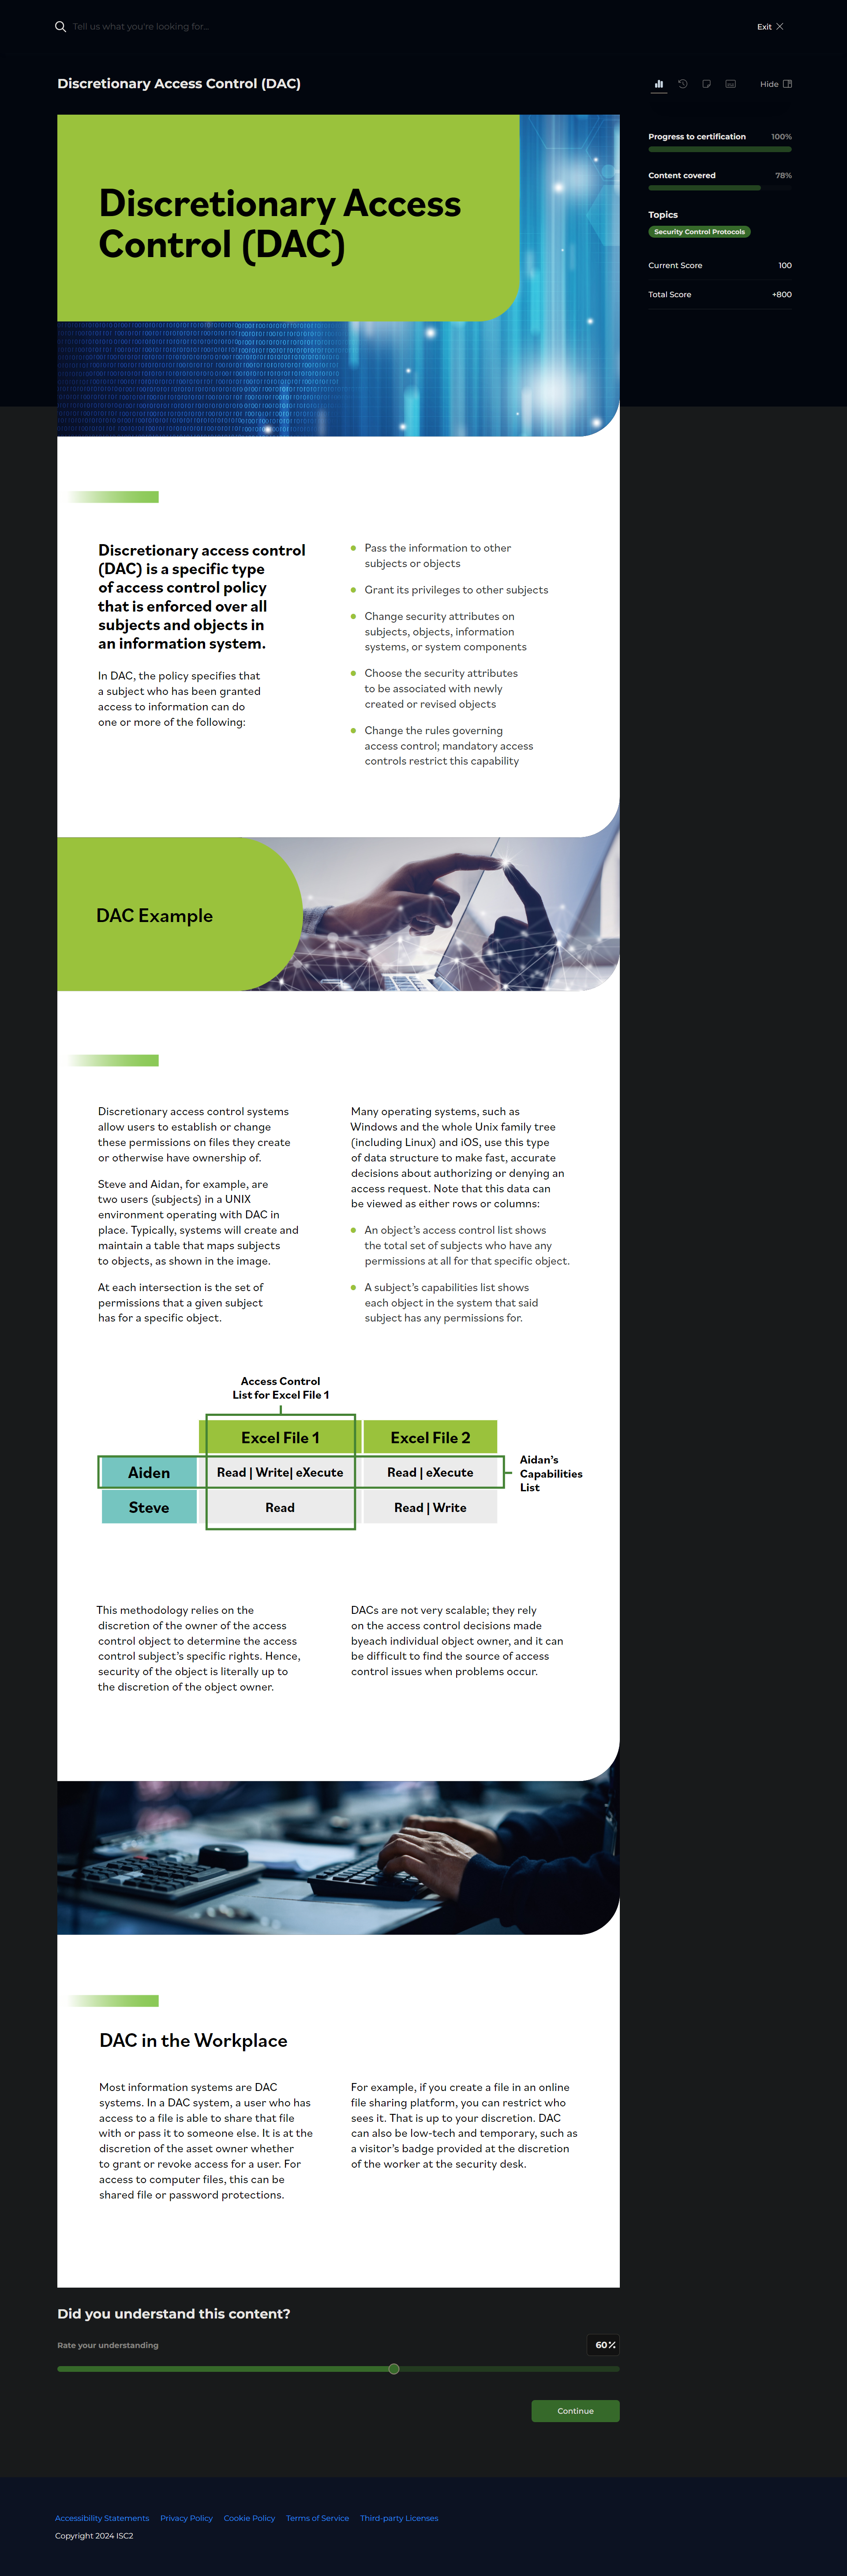 Tell us what you're looking for...
Exit
Discretionary Access Control (DAC)
Hide
Progress to certification 100%
Content covered 78%
Topics
Security Control Protocols
Current Score 100
Total Score +800
Discretionary Access
Control (DAC)
Discretionary access control
(DAC) is a specific type
of access control policy
that is enforced over all
subjects and objects in
an information system.
In DAC, the policy specifies that
a subject who has been granted
access to information can do
one or more of the following:
Pass the information to other
subjects or objects
Grant its privileges to other subjects
Change security attributes on
subjects, objects, information
systems, or system components
Choose the security attributes
to be associated with newly
created or revised objects
Change the rules governing
access control; mandatory access
controls restrict this capability
DAC Example
Discretionary access control systems
allow users to establish or change
these permissions on files they create
or otherwise have ownership of.
Steve and Aidan, for example, are
two users (subjects) in a UNIX
environment operating with DAC in
place. Typically, systems will create and
maintain a table that maps subjects
to objects, as shown in the image.
At each intersection is the set of
permissions that a given subject
has for a specific object.
Many operating systems, such as
Windows and the whole Unix family tree
(including Linux) and iOS, use this type
of data structure to make fast, accurate
decisions about authorizing or denying an
access request. Note that this data can
be viewed as either rows or columns:
An object's access control list shows
the total set of subjects who have any
permissions at all for that specific object.
A subject's capabilities list shows
each object in the system that said
subject has any permissions for.
Access Control
List for Excel File 1
Excel File 1 Excel File 2
Aiden Read | Write| eXecute Read | eXecute
Aidan's
Capabilities
List
Steve Read Read | Write
This methodology relies on the
discretion of the owner of the access
control object to determine the access
control subject's specific rights. Hence,
security of the object is literally up to
the discretion of the object owner.
DACs are not very scalable; they rely
on the access control decisions made
byeach individual object owner, and it can
be difficult to find the source of access
control issues when problems occur.
DAC in the Workplace
Most information systems are DAC
systems. In a DAC system, a user who has
access to a file is able to share that file
with or pass it to someone else. It is at the
discretion of the asset owner whether
to grant or revoke access for a user. For
access to computer files, this can be
shared file or password protections.
For example, if you create a file in an online
file sharing platform, you can restrict who
sees it. That is up to your discretion. DAC
can also be low-tech and temporary, such as
a visitor's badge provided at the discretion
of the worker at the security desk.
Did you understand this content?
Rate your understanding
60%
Continue
Accessibility Statements Privacy Policy Cookie Policy Terms of Service Third-party Licenses
Copyright 2024 ISC2